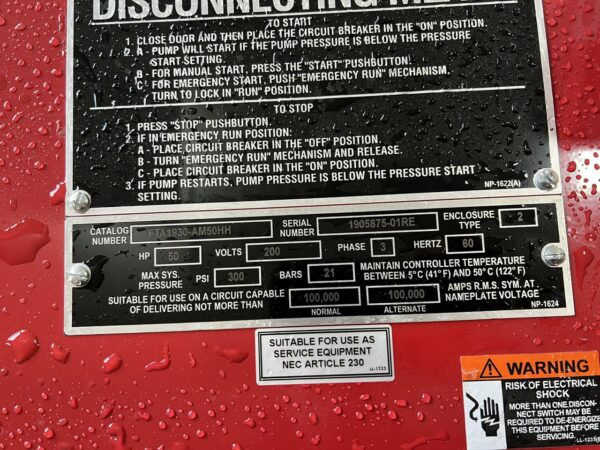 DISCONNECTING
TO START
1. CLOSE DOOR AND THEN PLACE THE CIRCUIT BREAKER IN THE "ON" POSITION.
2. A - PUMP WILL START IF THE PUMP PRESSURE IS BELOW THE PRESSURE
START SETTING.
B - FOR MANUAL START, PRESS THE "START" PUSHBUTTON.
C - FOR EMERGENCY START, PUSH "EMERGENCY RUN" MECHANISM.
TURN TO LOCK IN "RUN" POSITION.
TO STOP
1. PRESS "STOP" PUSHBUTTON.
2. IF IN EMERGENCY RUN POSITION:
A - PLACE CIRCUIT BREAKER IN THE "OFF" POSITION.
B - TURN "EMERGENCY RUN" MECHANISM AND RELEASE.
C - PLACE CIRCUIT BREAKER IN THE "ON" POSITION.
3. IF PUMP RESTARTS, PRESSURE IS BELOW THE PRESSURE START
SETTING.
NP-1622(A)
CATALOG NUMBER FTA1930-AM50HH SERIAL NUMBER 1905875-01RE ENCLOSURE TYPE 2
HP 50 VOLTS 200 PHASE 3 HERTZ 60
MAX SYS. PRESSURE PSI 300 BARS 21 MAINTAIN CONTROLLER TEMPERATURE
BETWEEN 5°C (41°F) AND 50°C (122°F)
SUITABLE FOR USE ON A CIRCUIT CAPABLE
OF DELIVERING NOT MORE THAN 100,000 NORMAL 100,000 ALTERNATE AMPS R.M.S. SYM. AT
NAMEPLATE VOLTAGE
NP-1624
SUITABLE FOR USE AS
SERVICE EQUIPMENT
NEC ARTICLE 230
LL-1723
WARNING
RISK OF ELECTRICAL
SHOCK
MORE THAN ONE DISCON-
NECT SWITCH MAY BE
REQUIRED TO DE-ENERGIZE
THIS EQUIPMENT BEFORE
SERVICING.